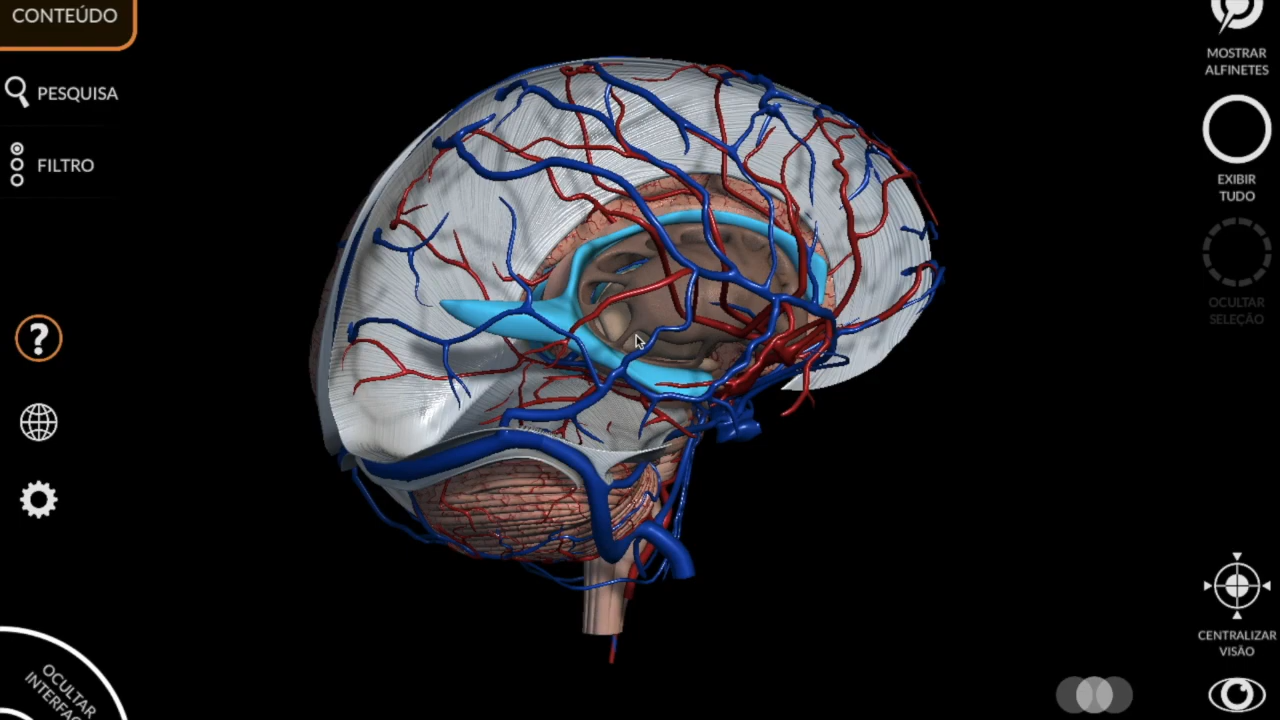 CONTEÚDO
PESQUISA
FILTRO
?
OCULTAR
MOSTRAR
ALFINETES
EXIBIR
TUDO
OCULTAR
SELEÇÃO
CENTRALIZAR
VISÃO